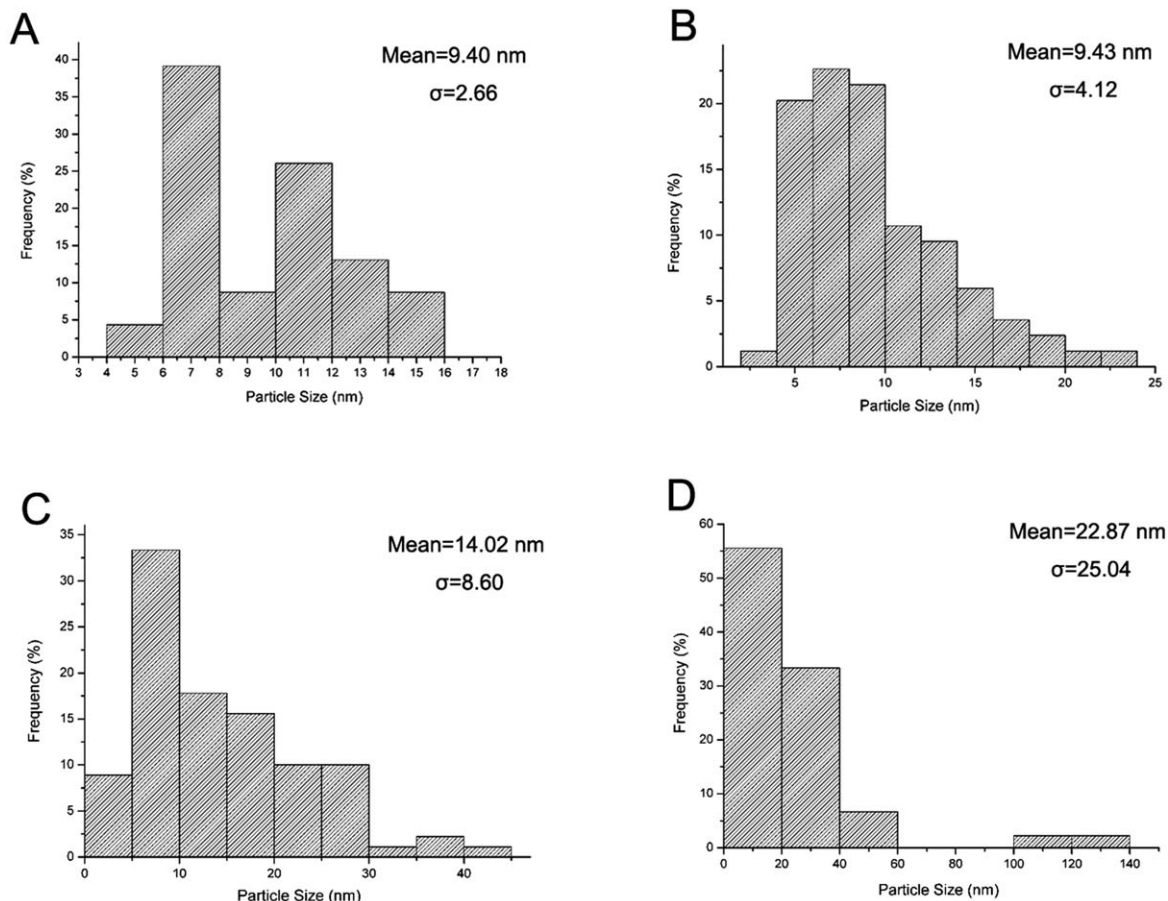 A
Mean=9.40 nm
σ=2.66
40
35
30
25
20
15
10
5
0
Frequency (%)
3 4 5 6 7 8 9 10 11 12 13 14 15 16 17 18
Particle Size (nm)
B
Mean=9.43 nm
σ=4.12
20
15
10
5
0
Frequency (%)
5 10 15 20 25
Particle Size (nm)
C
Mean=14.02 nm
σ=8.60
35
30
25
20
15
10
5
0
Frequency (%)
0 10 20 30 40
Particle Size (nm)
D
Mean=22.87 nm
σ=25.04
60
50
40
30
20
10
0
Frequency (%)
0 20 40 60 80 100 120 140
Particle Size (nm)